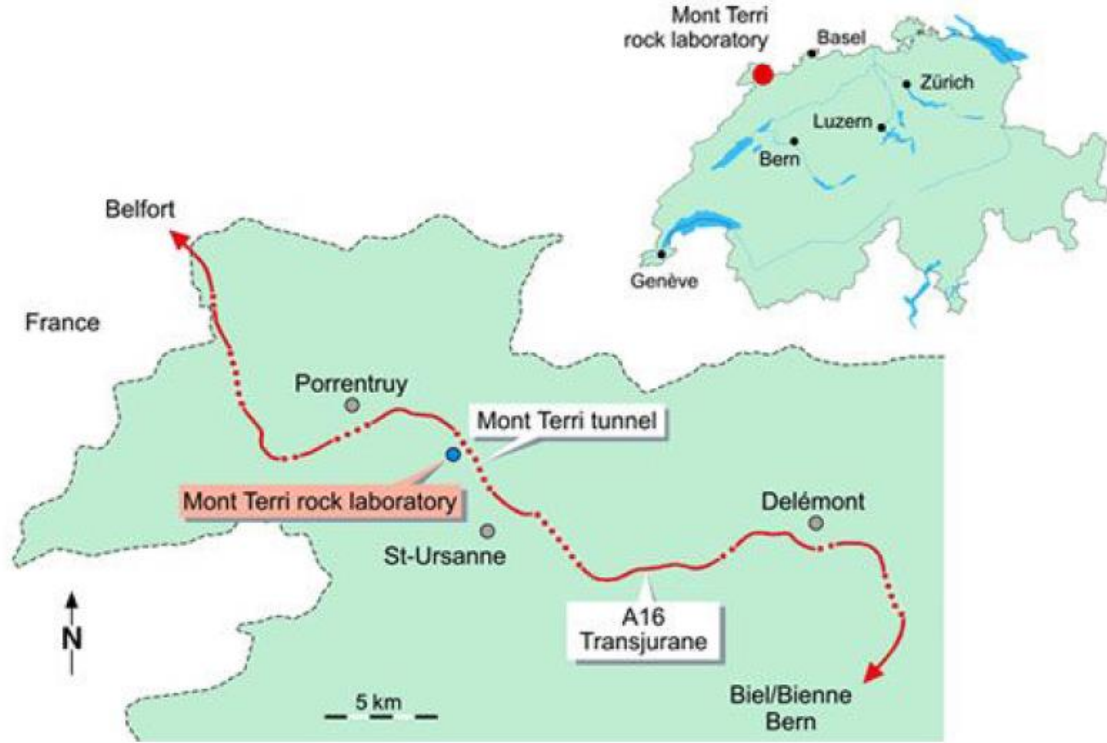 Mont Terri
rock laboratory
Basel
Zürich
Luzern
Bern
Genève
Belfort
France
Porrentruy
Mont Terri tunnel
Mont Terri rock laboratory
Delémont
St-Ursanne
A16
Transjurane
N
5 km
Biel/Bienne
Bern